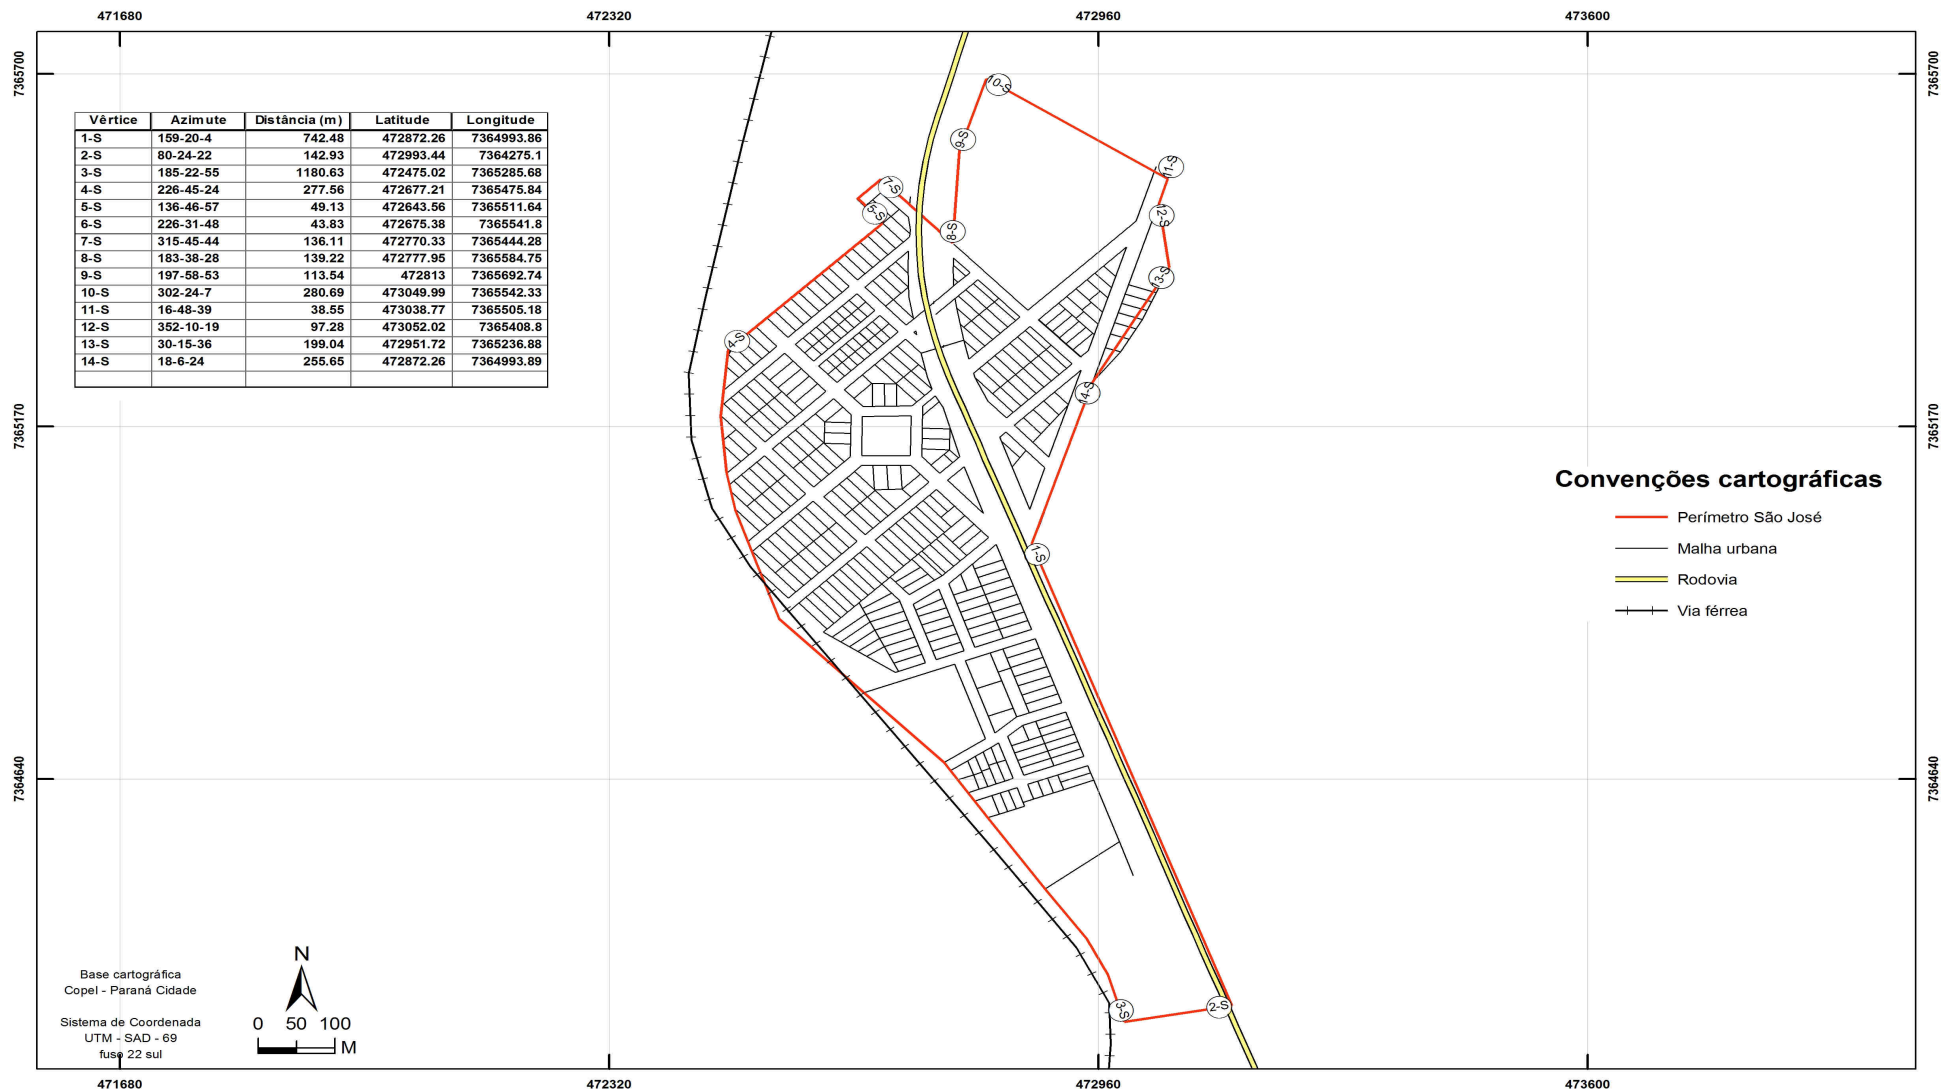 471680 472320 472960 473600
7365700 7365700
Vértice Azimute Distância (m) Latitude Longitude
1-S 159-20-4 742.48 472872.26 7364993.86
2-S 80-24-22 142.93 472993.44 7364275.1
3-S 185-22-55 1180.63 472475.02 7365285.68
4-S 226-45-24 277.56 472677.21 7365475.84
5-S 136-46-57 49.13 472643.56 7365511.64
6-S 226-31-48 43.83 472675.38 7365541.8
7-S 315-45-44 136.11 472770.33 7365444.28
8-S 183-38-28 139.22 472777.95 7365584.75
9-S 197-58-53 113.54 472813 7365692.74
10-S 302-24-7 280.69 473049.99 7365542.33
11-S 16-48-39 38.55 473038.77 7365505.18
12-S 352-10-19 97.28 473052.02 7365408.8
13-S 30-15-36 199.04 472951.72 7365236.88
14-S 18-6-24 255.65 472872.26 7364993.89
10-S
9-S
11-S
7-S
5-S
12-S
8-S
13-S
4-S
14-S
7365170 7365170
1-S
Convenções cartográficas
Perímetro São José
Malha urbana
Rodovia
Via férrea
7364640 7364640
2-S
3-S
N
Base cartográfica
Copel - Paraná Cidade
Sistema de Coordenada
UTM - SAD - 69
fuso 22 sul
0 50 100
M
471680 472320 472960 473600